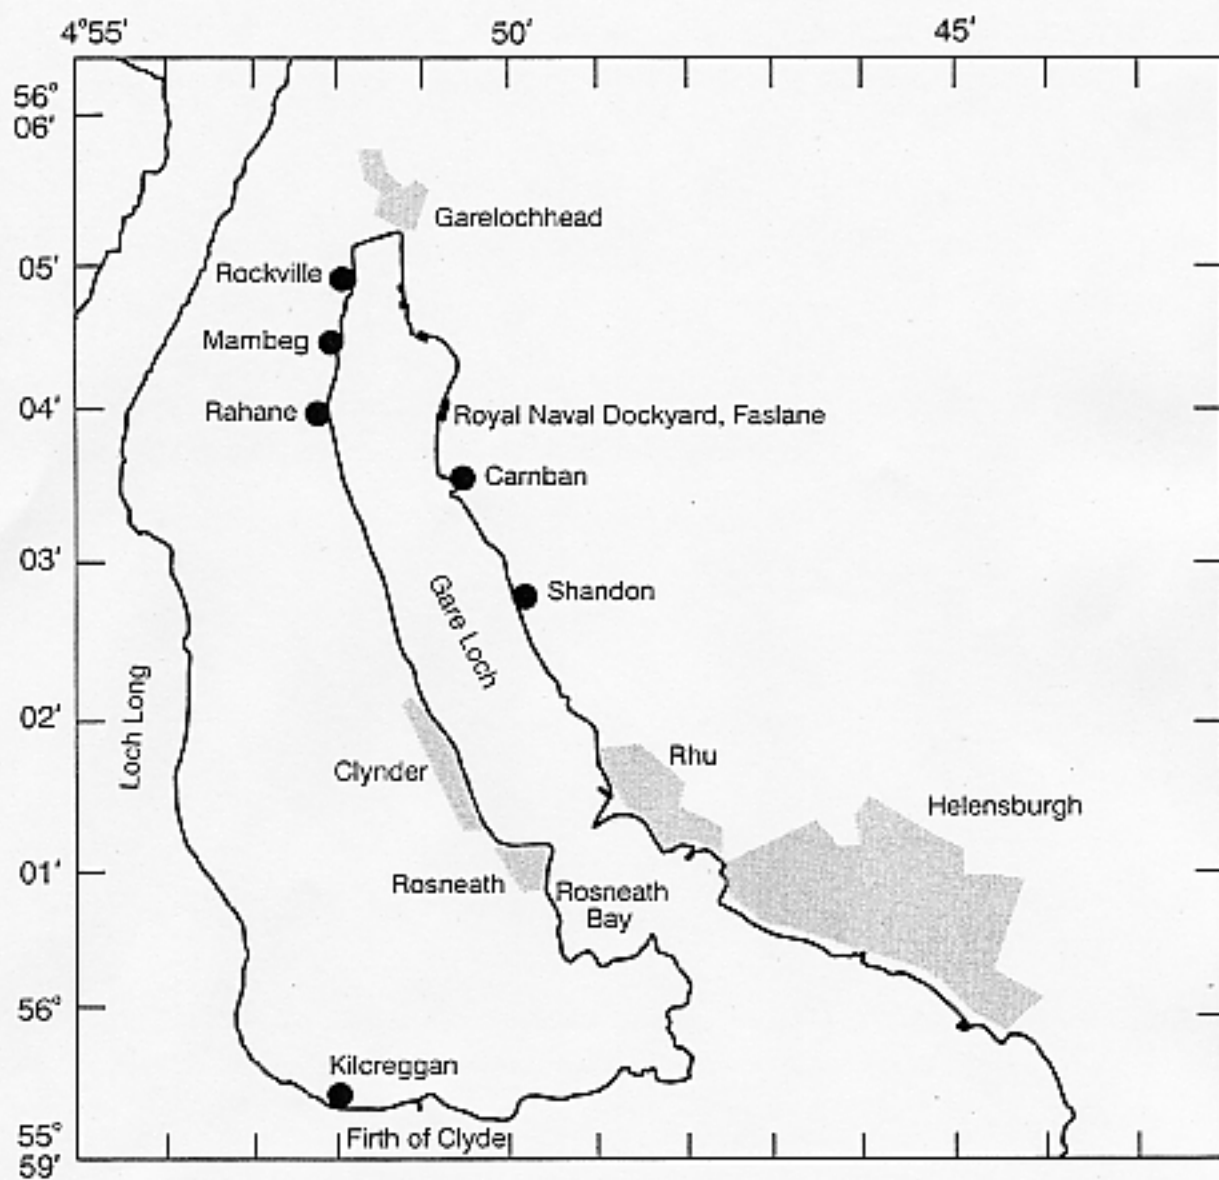 4°55′
50′
45′
56°
06′
Garelochhead
05′
Rockville
Mambeg
04′
Rahane
Royal Naval Dockyard, Faslane
Carnban
03′
Shandon
Gare Loch
Loch Long
02′
Rhu
Clynder
Helensburgh
01′
Rosneath
Rosneath
Bay
56°
Kilcreggan
55°
59′
Firth of Clyde